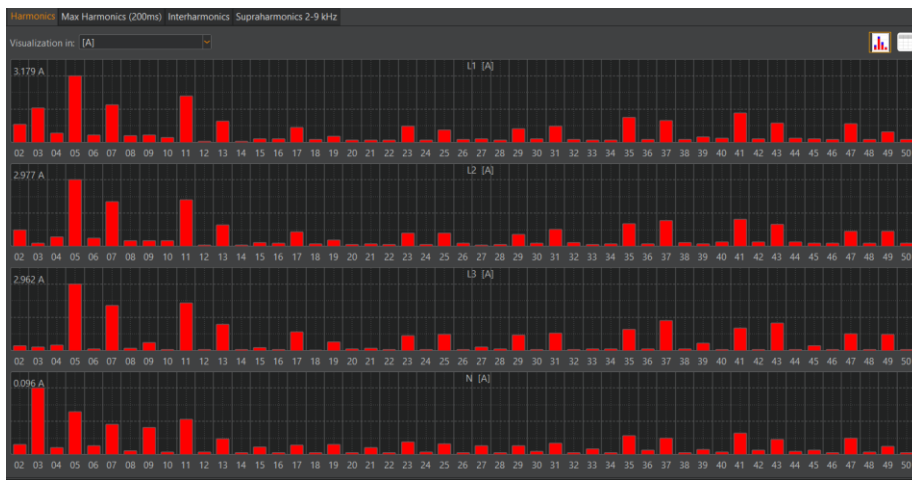 Harmonics Max Harmonics (200ms) Interharmonics Supraharmonics 2-9 kHz
Visualization in: [A]
3.179 A L1 [A]
02 03 04 05 06 07 08 09 10 11 12 13 14 15 16 17 18 19 20 21 22 23 24 25 26 27 28 29 30 31 32 33 34 35 36 37 38 39 40 41 42 43 44 45 46 47 48 49 50
2.977 A L2 [A]
02 03 04 05 06 07 08 09 10 11 12 13 14 15 16 17 18 19 20 21 22 23 24 25 26 27 28 29 30 31 32 33 34 35 36 37 38 39 40 41 42 43 44 45 46 47 48 49 50
2.962 A L3 [A]
02 03 04 05 06 07 08 09 10 11 12 13 14 15 16 17 18 19 20 21 22 23 24 25 26 27 28 29 30 31 32 33 34 35 36 37 38 39 40 41 42 43 44 45 46 47 48 49 50
0.096 A N [A]
02 03 04 05 06 07 08 09 10 11 12 13 14 15 16 17 18 19 20 21 22 23 24 25 26 27 28 29 30 31 32 33 34 35 36 37 38 39 40 41 42 43 44 45 46 47 48 49 50